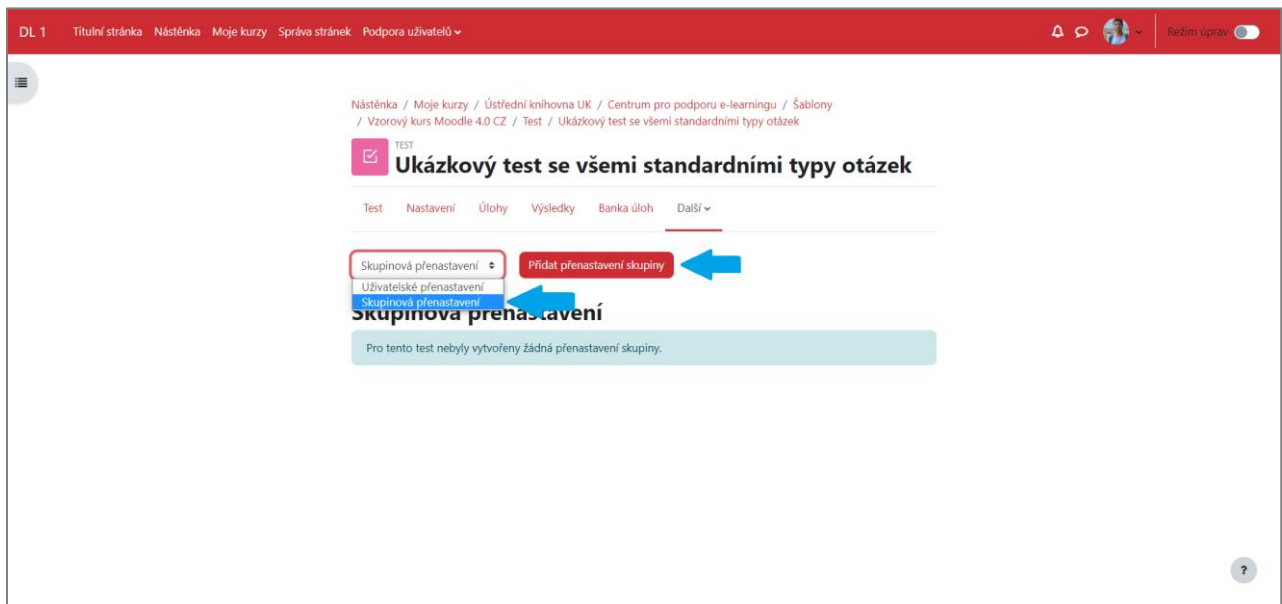 DL 1 Titulní stránka Nástěnka Moje kurzy Správa stránek Podpora uživatelů Režim úprav
Nástěnka / Moje kurzy / Ústřední knihovna UK / Centrum pro podporu e-learningu / Šablony
/ Vzorový kurs Moodle 4.0 CZ / Test / Ukázkový test se všemi standardními typy otázek
TEST
Ukázkový test se všemi standardními typy otázek
Test Nastavení Úlohy Výsledky Banka úloh Další
Skupinová přenastavení Přidat přenastavení skupiny
Uživatelské přenastavení
Skupinová přenastavení
Skupinová přenastavení
Pro tento test nebyly vytvořeny žádná přenastavení skupiny.
?